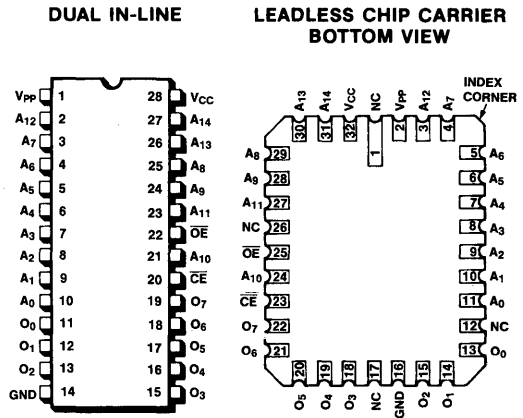 DUAL IN-LINE
VPP 1 28 VCC
A12 2 27 A14
A7 3 26 A13
A6 4 25 A8
A5 5 24 A9
A4 6 23 A11
A3 7 22 OE
A2 8 21 A10
A1 9 20 CE
A0 10 19 O7
O0 11 18 O6
O1 12 17 O5
O2 13 16 O4
GND 14 15 O3
LEADLESS CHIP CARRIER
BOTTOM VIEW
INDEX
CORNER
A13 A14 VCC NC VPP A12 A7
30 31 32 1 2 3 4
A8 29 5 A6
A9 28 6 A5
A11 27 7 A4
NC 26 8 A3
OE 25 9 A2
A10 24 10 A1
CE 23 11 A0
O7 22 12 NC
O6 21 13 O0
20 19 18 17 16 15 14
O5 O4 O3 NC GND O2 O1